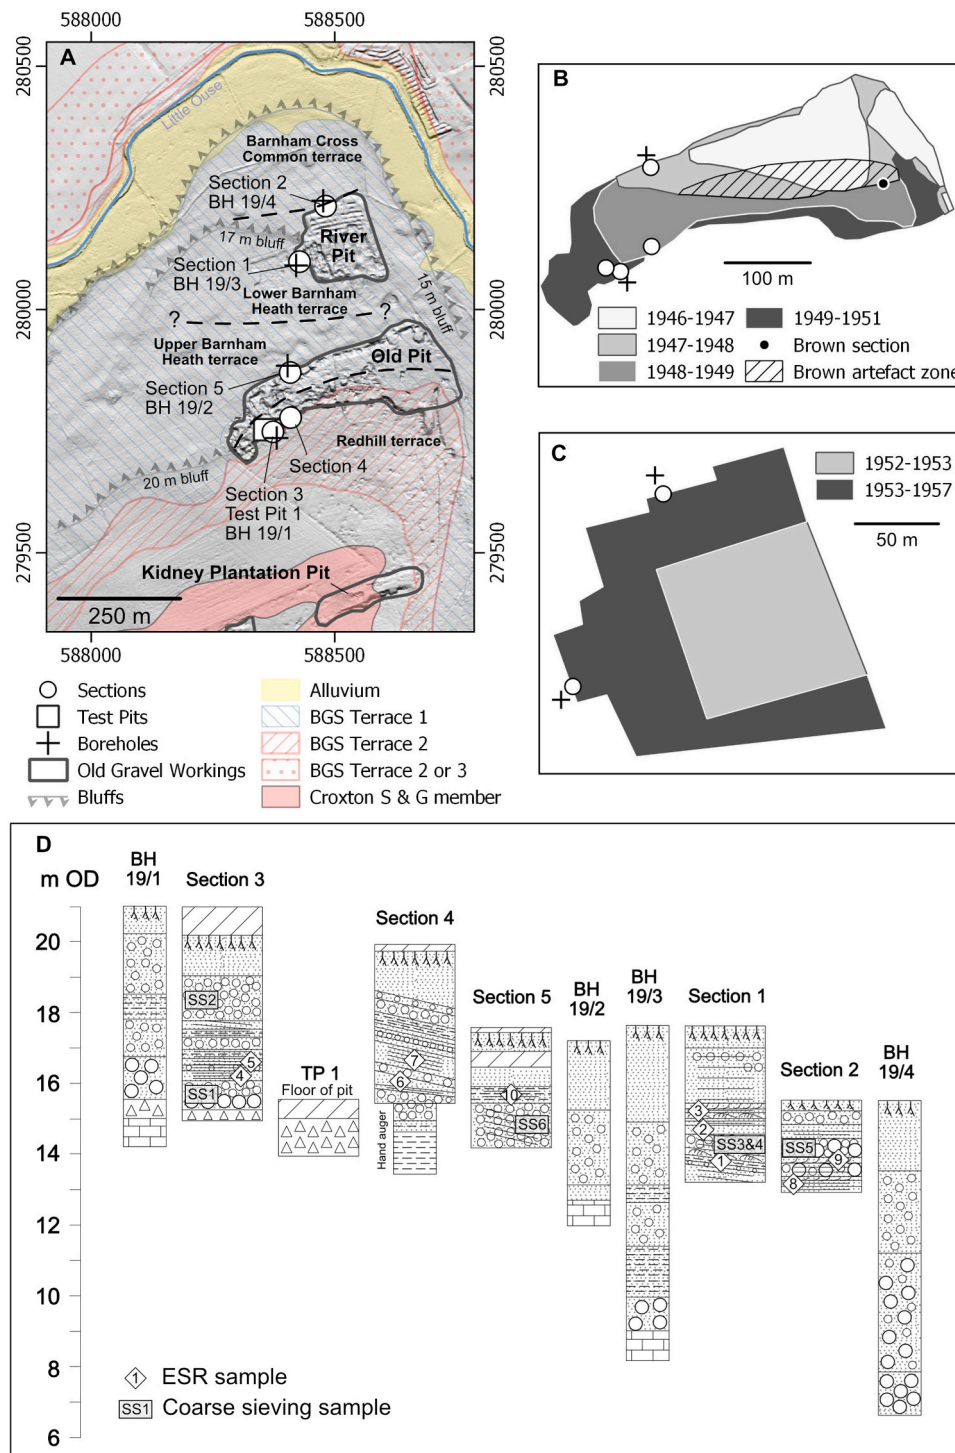 588000
588500
A
280500
280500
Little Ouse
Barnham Cross
Common terrace
Section 2
BH 19/4
17 m bluff
River
Pit
Section 1
BH 19/3
Lower Barnham
Heath terrace
15 m bluff
280000
280000
?
?
Upper Barnham
Heath terrace
Old Pit
Section 5
BH 19/2
Redhill terrace
Section 4
20 m bluff
Section 3
Test Pit 1
BH 19/1
279500
279500
Kidney Plantation Pit
250 m
588000
588500
Sections
Test Pits
Boreholes
Old Gravel Workings
Bluffs
Alluvium
BGS Terrace 1
BGS Terrace 2
BGS Terrace 2 or 3
Croxton S & G member
B
100 m
1946-1947
1947-1948
1948-1949
1949-1951
Brown section
Brown artefact zone
C
1952-1953
1953-1957
50 m
D
m OD
20
18
16
14
12
10
8
6
BH
19/1
Section 3
SS2
5
4
SS1
TP 1
Floor of pit
Section 4
7
6
Hand auger
Section 5
10
SS6
BH
19/2
BH
19/3
Section 1
3
2
SS3&4
1
Section 2
SS5
9
8
BH
19/4
1 ESR sample
SS1 Coarse sieving sample